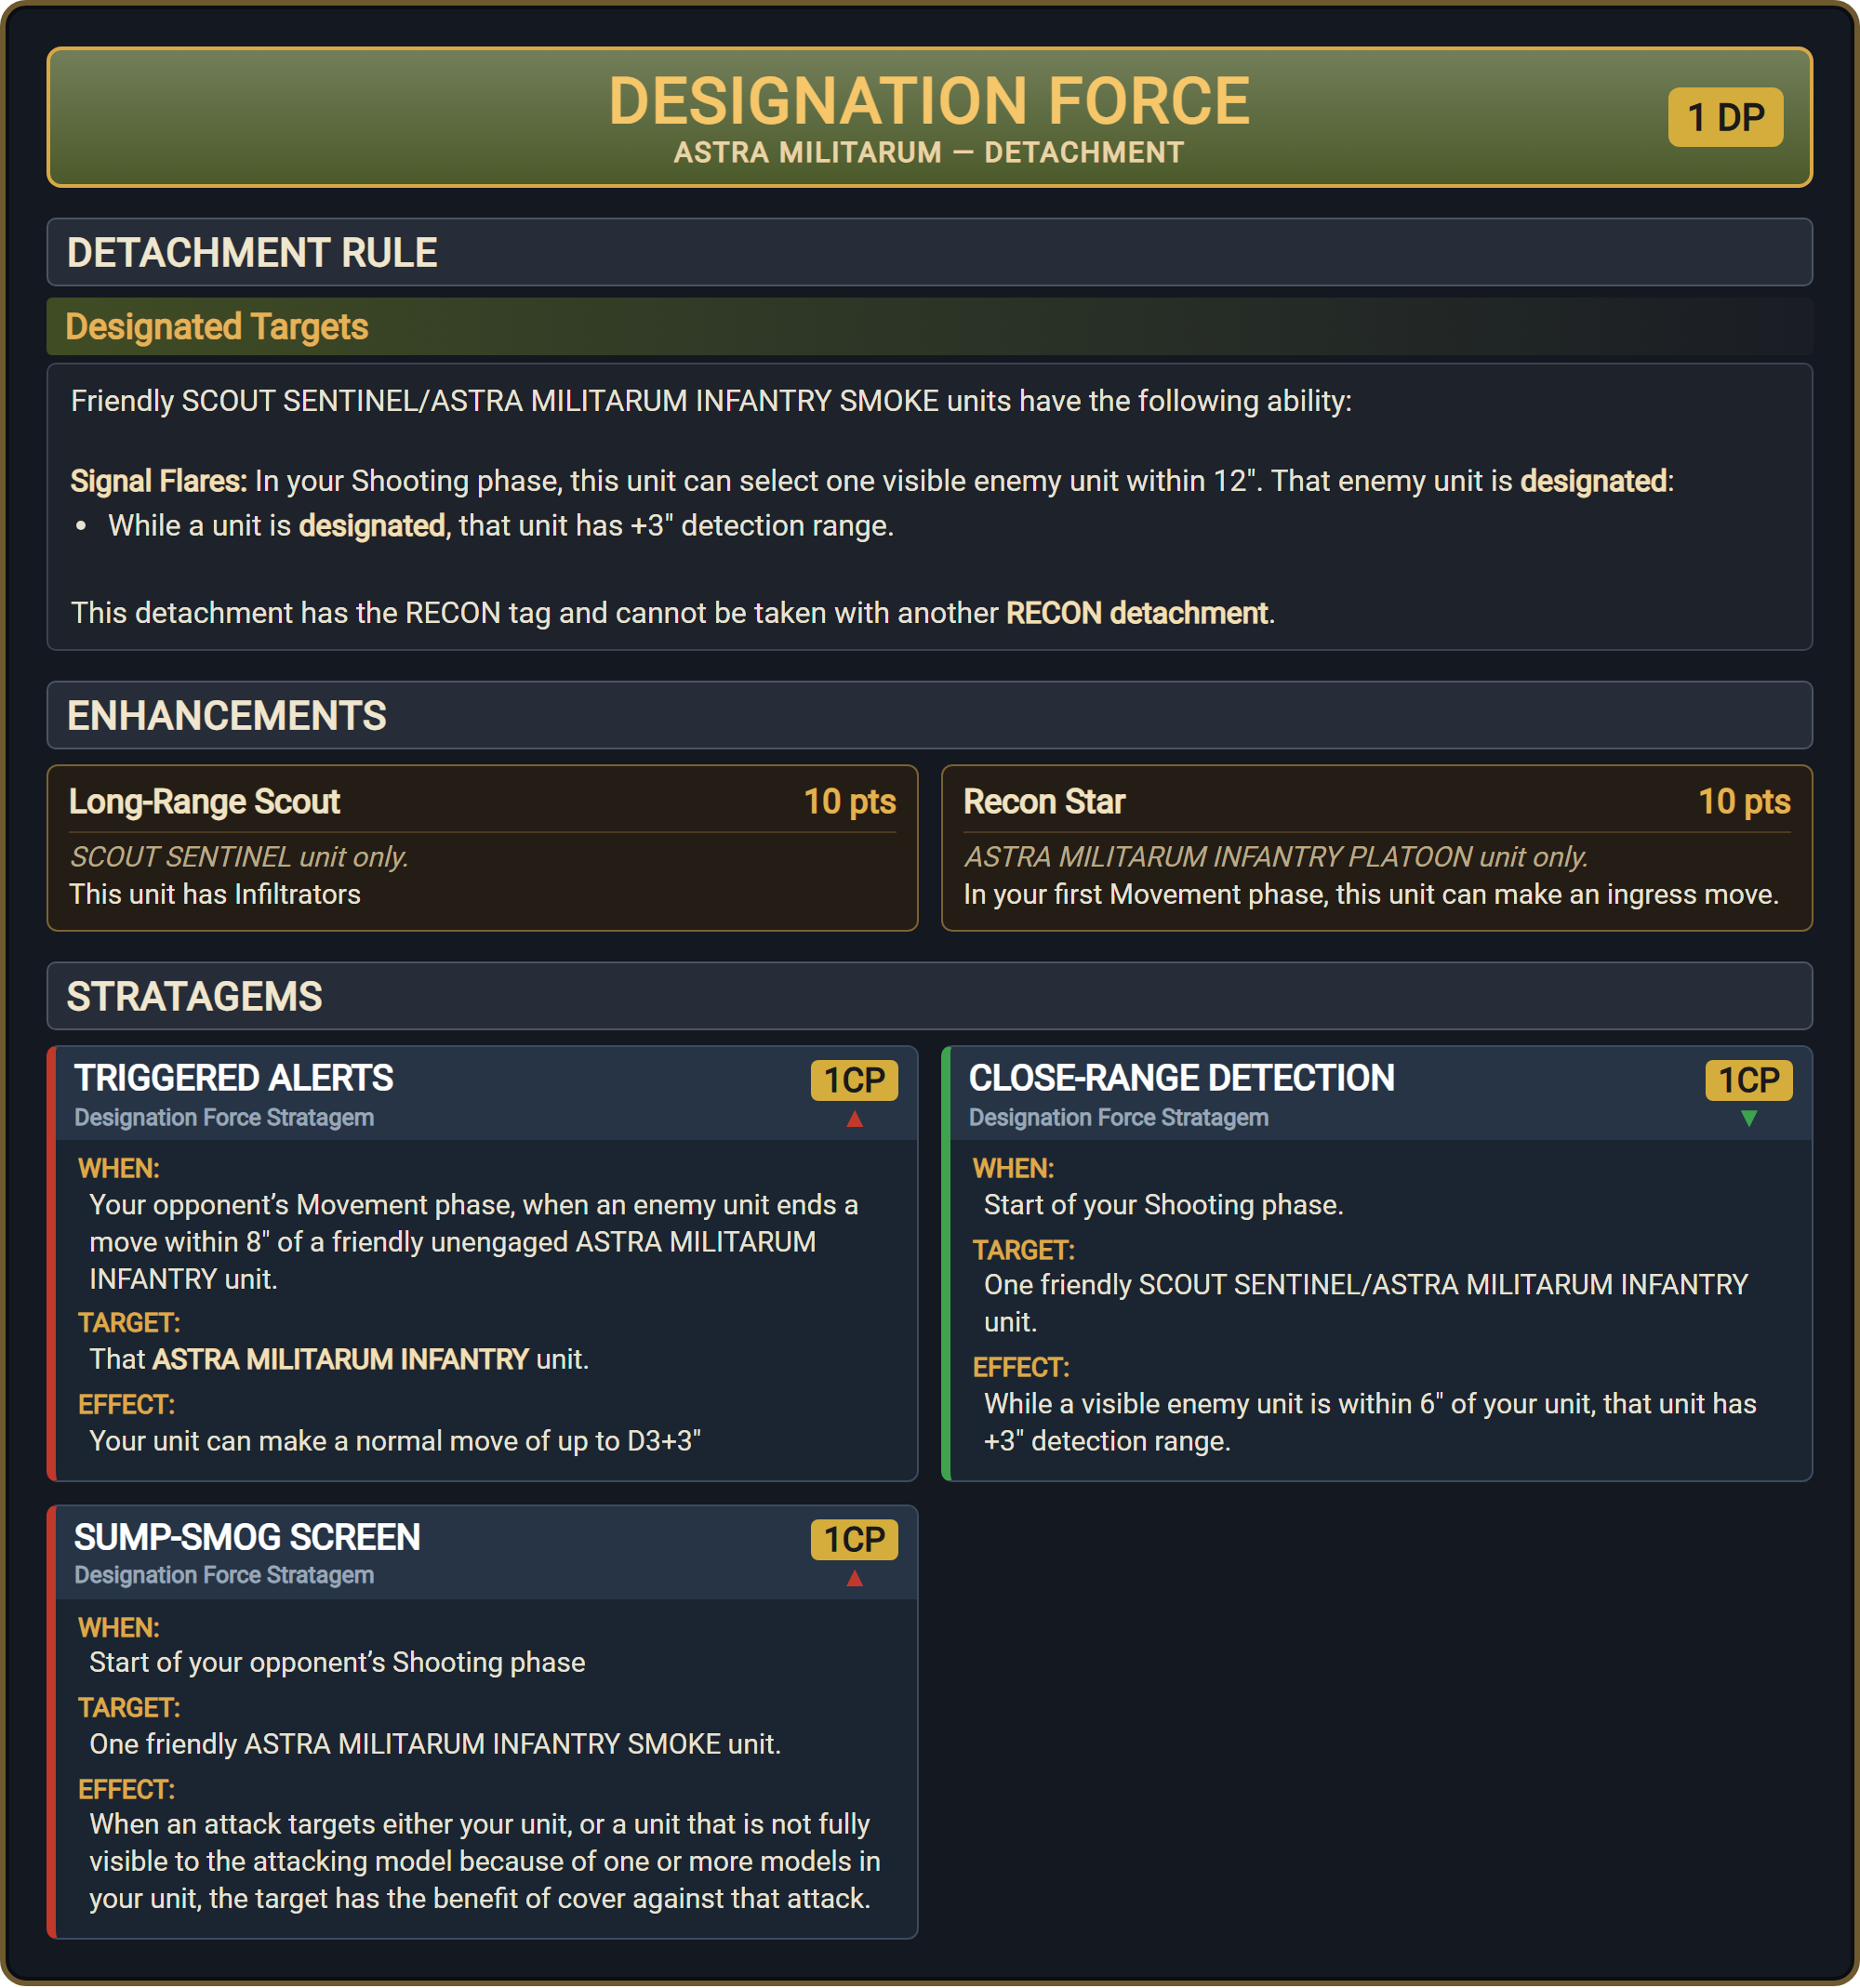 DESIGNATION FORCE
ASTRA MILITARUM — DETACHMENT
1 DP
DETACHMENT RULE
Designated Targets
Friendly SCOUT SENTINEL/ASTRA MILITARUM INFANTRY SMOKE units have the following ability:
Signal Flares: In your Shooting phase, this unit can select one visible enemy unit within 12". That enemy unit is designated:
• While a unit is designated, that unit has +3" detection range.
This detachment has the RECON tag and cannot be taken with another RECON detachment.
ENHANCEMENTS
Long-Range Scout 10 pts
SCOUT SENTINEL unit only.
This unit has Infiltrators
Recon Star 10 pts
ASTRA MILITARUM INFANTRY PLATOON unit only.
In your first Movement phase, this unit can make an ingress move.
STRATAGEMS
TRIGGERED ALERTS 1CP
Designation Force Stratagem ▲
WHEN:
Your opponent’s Movement phase, when an enemy unit ends a
move within 8" of a friendly unengaged ASTRA MILITARUM
INFANTRY unit.
TARGET:
That ASTRA MILITARUM INFANTRY unit.
EFFECT:
Your unit can make a normal move of up to D3+3"
CLOSE-RANGE DETECTION 1CP
Designation Force Stratagem ▼
WHEN:
Start of your Shooting phase.
TARGET:
One friendly SCOUT SENTINEL/ASTRA MILITARUM INFANTRY
unit.
EFFECT:
While a visible enemy unit is within 6" of your unit, that unit has
+3" detection range.
SUMP-SMOG SCREEN 1CP
Designation Force Stratagem ▲
WHEN:
Start of your opponent’s Shooting phase
TARGET:
One friendly ASTRA MILITARUM INFANTRY SMOKE unit.
EFFECT:
When an attack targets either your unit, or a unit that is not fully
visible to the attacking model because of one or more models in
your unit, the target has the benefit of cover against that attack.